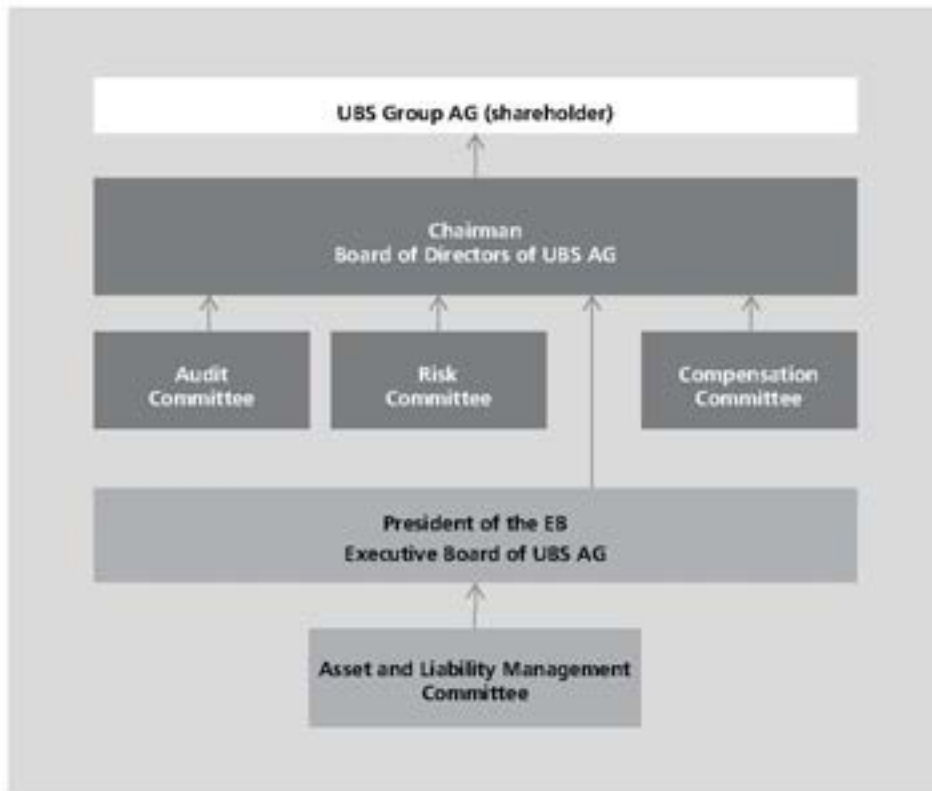 UBS Group AG (shareholder)
Chairman
Board of Directors of UBS AG
Audit
Committee
Risk
Committee
Compensation
Committee
President of the EB
Executive Board of UBS AG
Asset and Liability Management
Committee